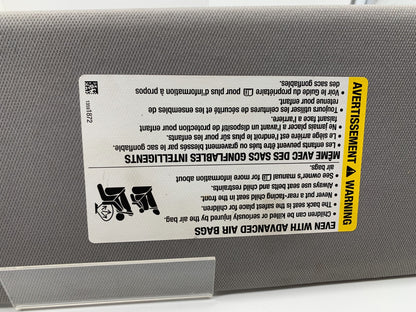 AVERTISSEMENT ⚠ WARNING
EVEN WITH ADVANCED AIR BAGS
• Children can be killed or seriously injured by the air bag.
• The back seat is the safest place for children.
• Never put a rear-facing child seat in the front.
• Always use seat belts and child restraints.
• See owner's manual for more information about
air bags.
MÊME AVEC DES SACS GONFLABLES INTELLIGENTS
• Les enfants peuvent être tués ou gravement blessés par le sac gonflable.
• Le siège arrière est l'endroit le plus sûr pour les enfants.
• Ne jamais placer à l'avant un dispositif de protection pour enfant
faisant face à l'arrière.
• Toujours utiliser les ceintures de sécurité et les ensembles de
retenue pour enfant.
• Voir le Guide du propriétaire pour plus d'information à propos
des sacs gonflables.